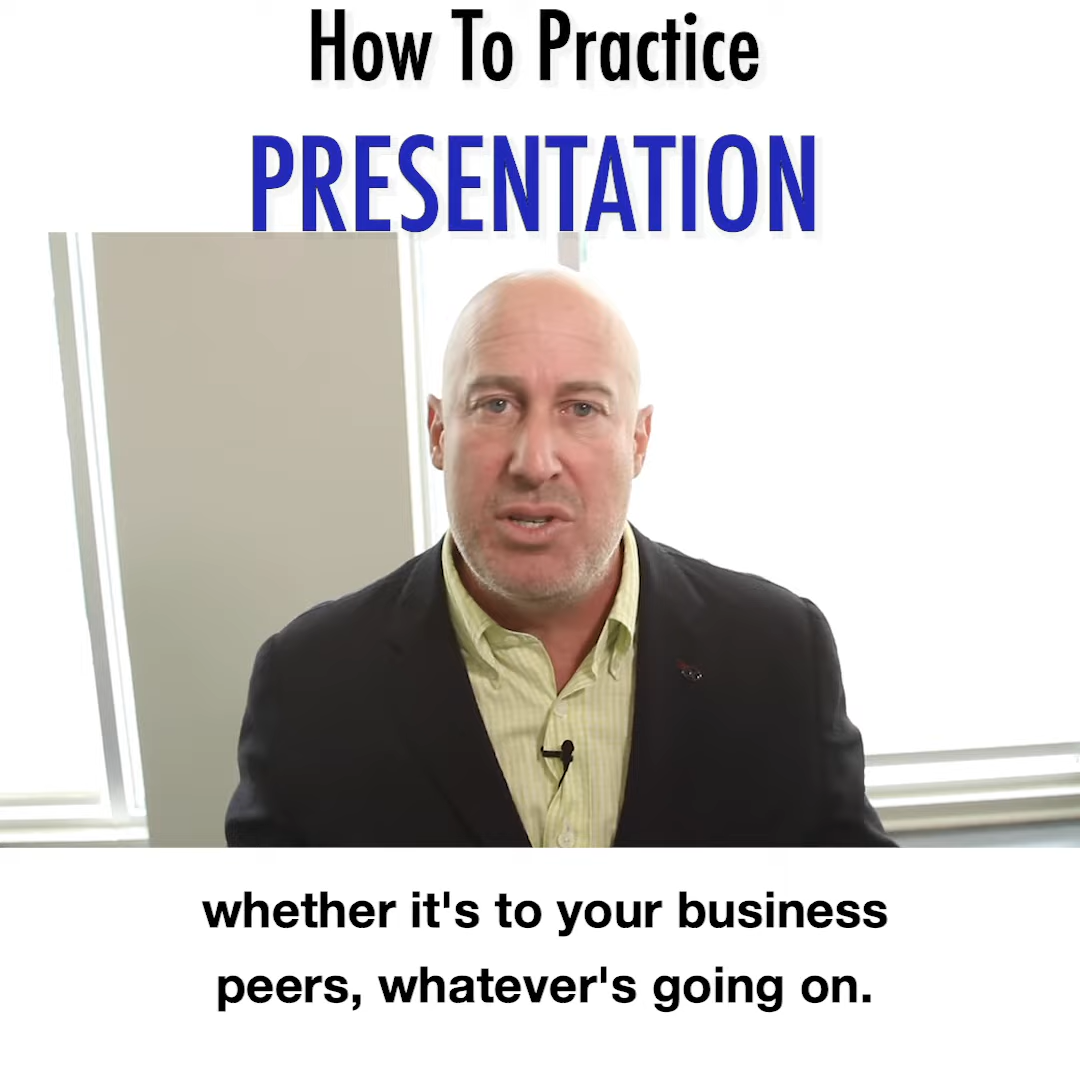 How To Practice
PRESENTATION
whether it's to your business
peers, whatever's going on.